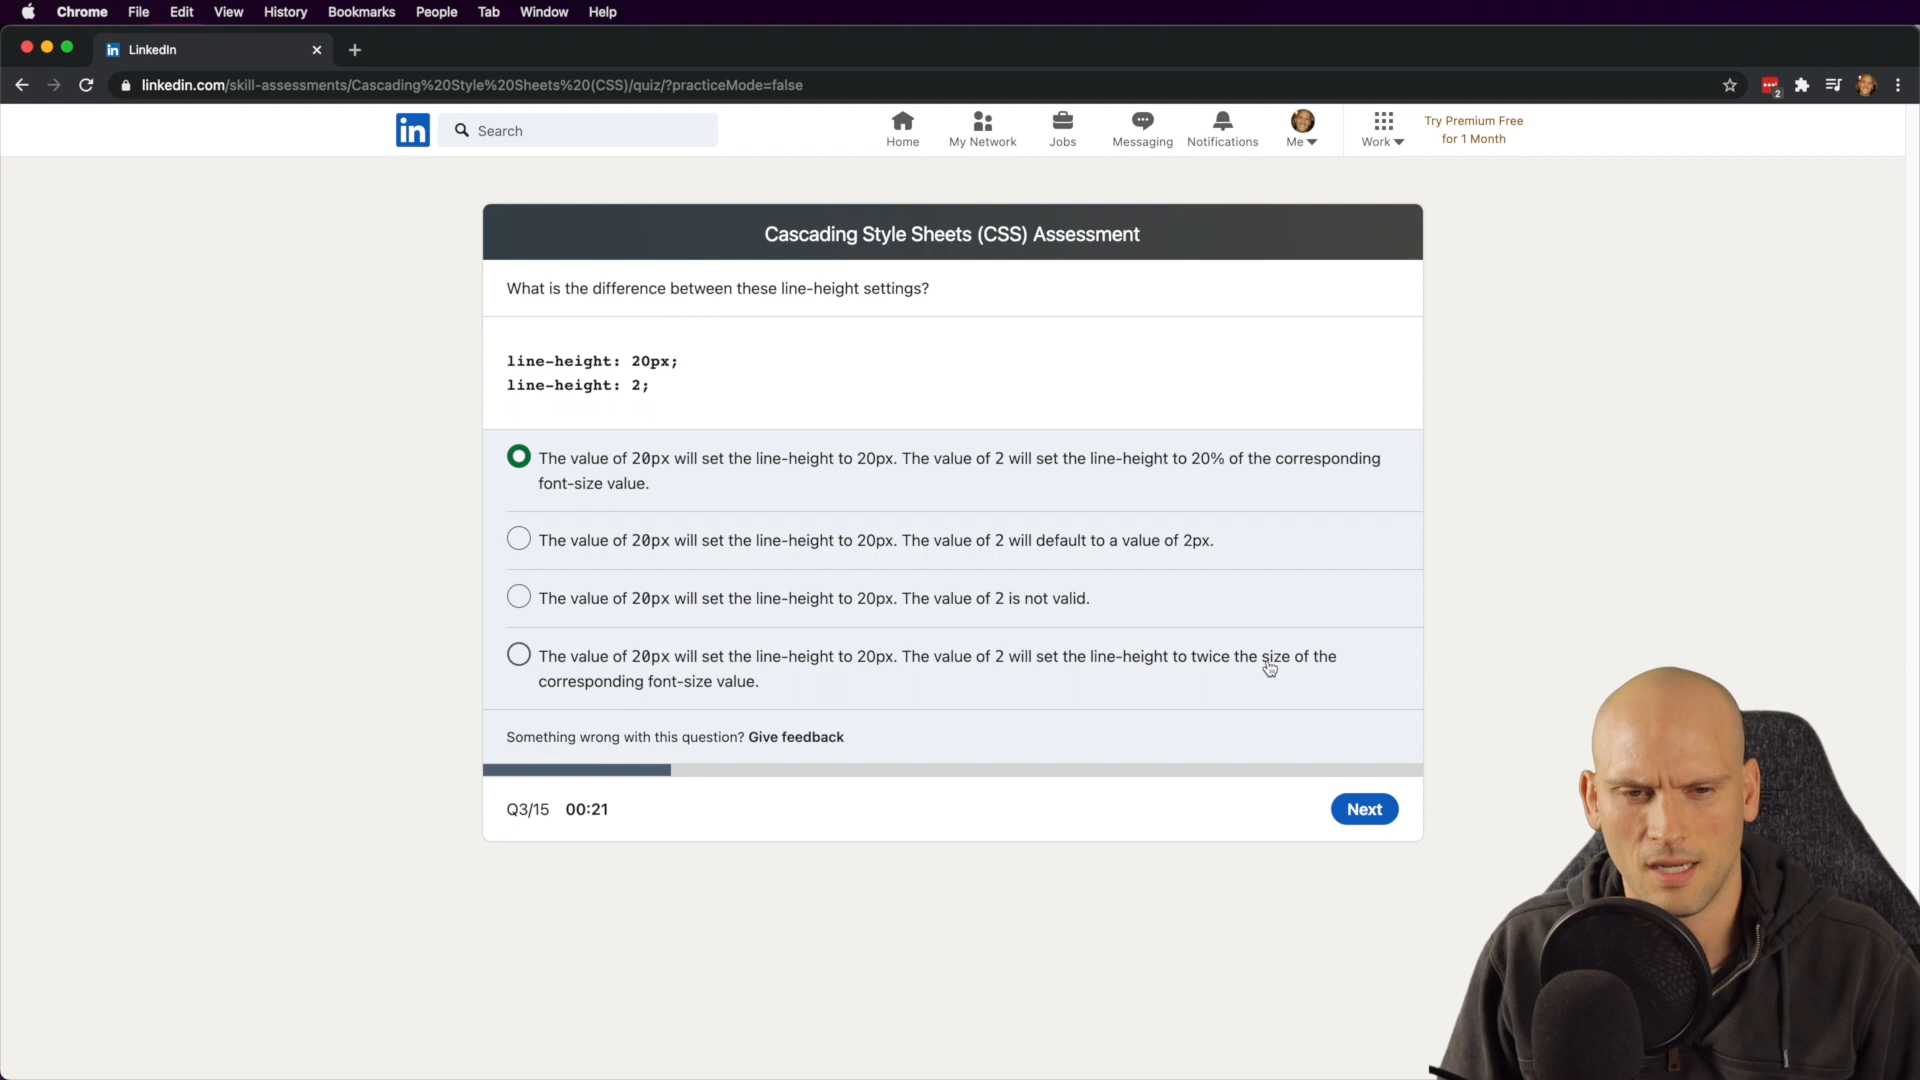 Chrome File Edit View History Bookmarks People Tab Window Help
in LinkedIn
linkedin.com/skill-assessments/Cascading%20Style%20Sheets%20(CSS)/quiz/?practiceMode=false
2
in Search
Home My Network Jobs Messaging Notifications Me Work
Try Premium Free
for 1 Month
Cascading Style Sheets (CSS) Assessment
What is the difference between these line-height settings?
line-height: 20px;
line-height: 2;
The value of 20px will set the line-height to 20px. The value of 2 will set the line-height to 20% of the corresponding
font-size value.
The value of 20px will set the line-height to 20px. The value of 2 will default to a value of 2px.
The value of 20px will set the line-height to 20px. The value of 2 is not valid.
The value of 20px will set the line-height to 20px. The value of 2 will set the line-height to twice the size of the
corresponding font-size value.
Something wrong with this question? Give feedback
Q3/15 00:21
Next